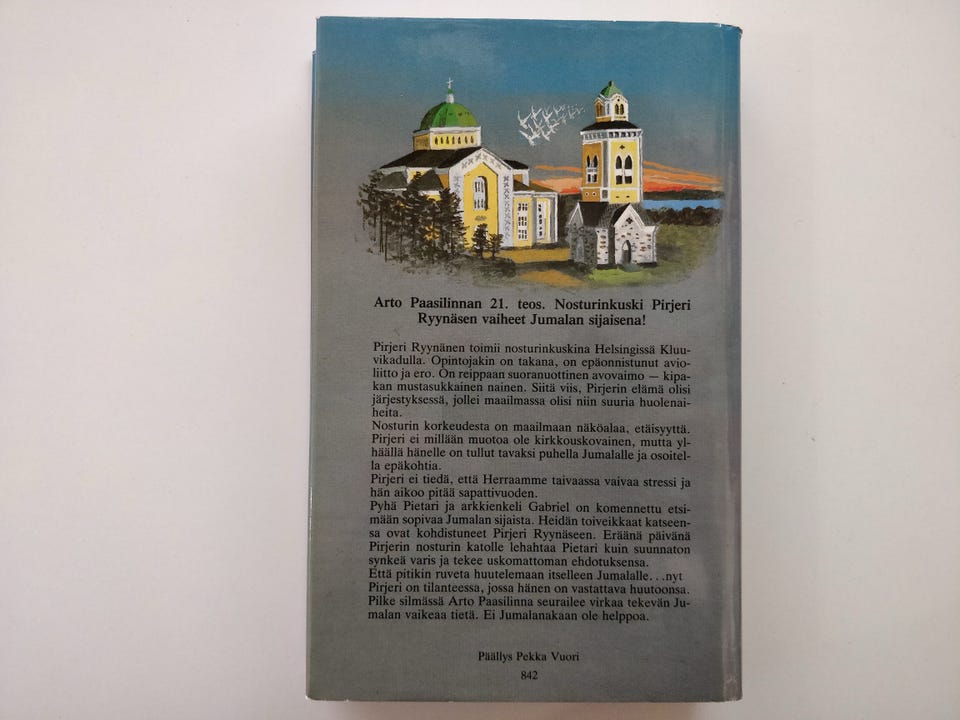 Arto Paasilinnan 21. teos. Nosturinkuski Pirjeri
Ryynäsen vaiheet Jumalan sijaisena!
Pirjeri Ryynänen toimii nosturinkuskina Helsingissä Kluu-
vikadulla. Opintojakin on takana, on epäonnistunut avio-
liitto ja ero. On reippaan suoranuottinen avovaimo — kipa-
kan mustasukkainen nainen. Siitä viis, Pirjerin elämä olisi
järjestyksessä, jollei maailmassa olisi niin suuria huolenai-
heita.
Nosturin korkeudesta on maailmaan näköalaa, etäisyyttä.
Pirjeri ei millään muotoa ole kirkkouskovainen, mutta yl-
häällä hänelle on tullut tavaksi puhella Jumalalle ja osoitel-
la epäkohtia.
Pirjeri ei tiedä, että Herraamme taivaassa vaivaa stressi ja
hän aikoo pitää sapattivuoden.
Pyhä Pietari ja arkkienkeli Gabriel on komennettu etsi-
mään sopivaa Jumalan sijaista. Heidän toiveikkaat katseen-
sa ovat kohdistuneet Pirjeri Ryynäseen. Eräänä päivänä
Pirjerin nosturin katolle lehahtaa Pietari kuin suunnaton
synkeä varis ja tekee uskomattoman ehdotuksensa.
Että pitikin ruveta huutelemaan itselleen Jumalalle. . .nyt
Pirjeri on tilanteessa, jossa hänen on vastattava huutoonsa.
Pilke silmässä Arto Paasilinna seurailee virkaa tekevän Ju-
malan vaikeaa tietä. Ei Jumalanakaan ole helppoa.
Päällys Pekka Vuori
842